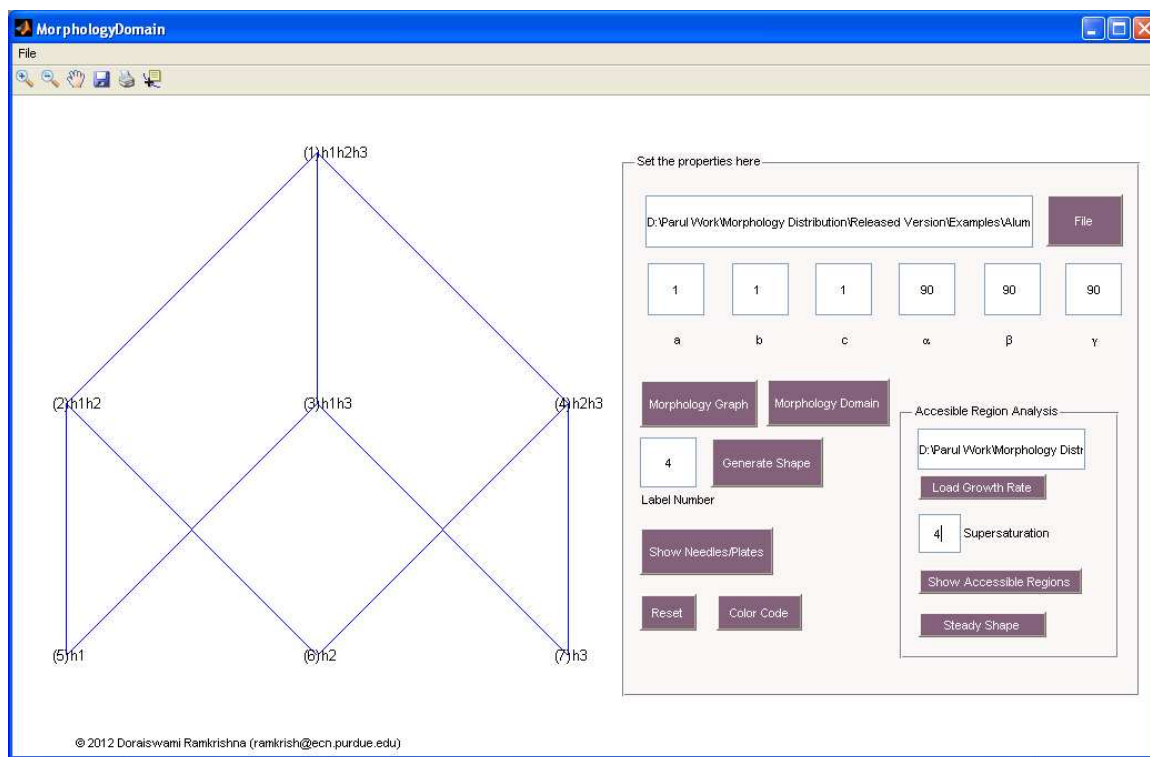 MorphologyDomain
File
(1)h1h2h3
(2)h1h2
(3)h1h3
(4)h2h3
(5)h1
(6)h2
(7)h3
© 2012 Doraiswami Ramkrishna (ramkrish@ecn.purdue.edu)
Set the properties here
D:\Parul Work\Morphology Distribution\Released Version\Examples\Alum
File
1 1 1 90 90 90
a b c α β γ
Morphology Graph
Morphology Domain
4
Generate Shape
Label Number
Show Needles/Plates
Reset
Color Code
Accesible Region Analysis
D:\Parul Work\Morphology Distr
Load Growth Rate
4 Supersaturation
Show Accessible Regions
Steady Shape